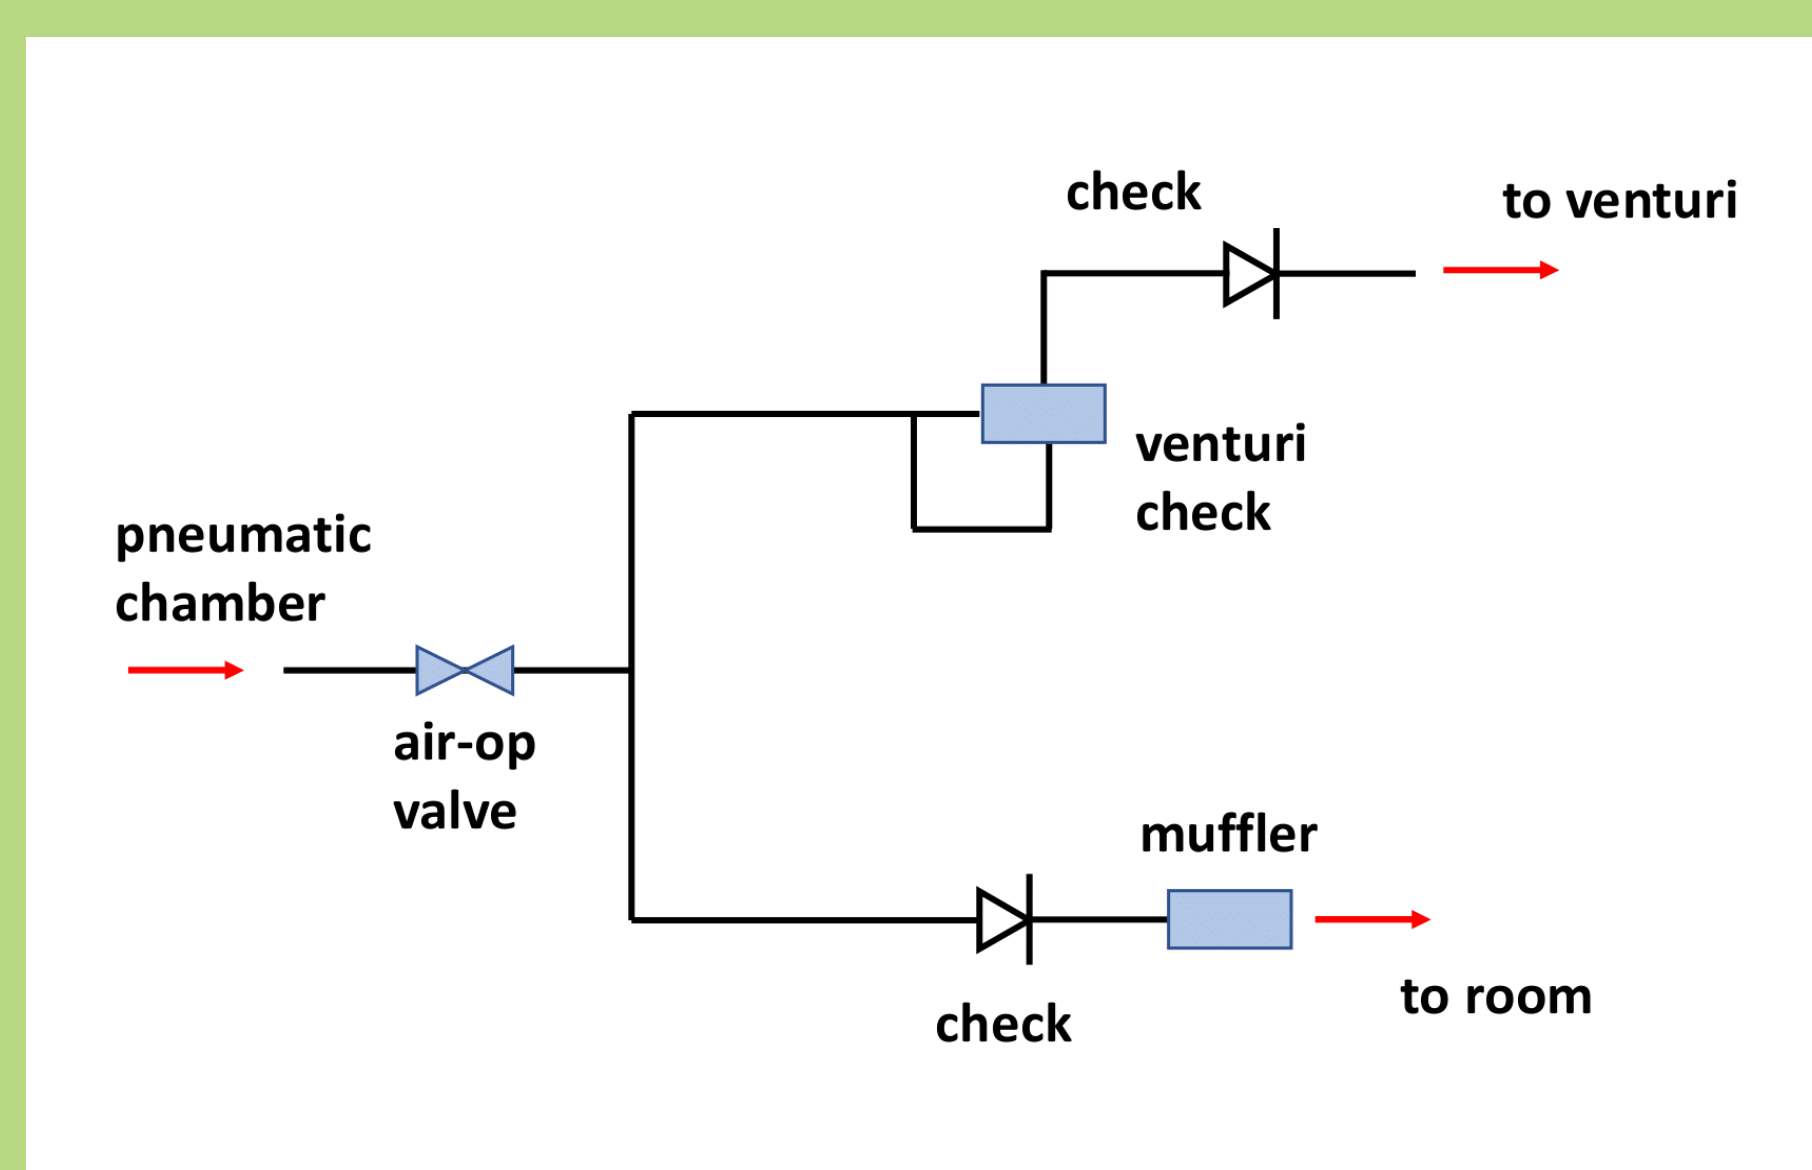 check
to venturi
venturi
check
pneumatic
chamber
air-op
valve
muffler
to room
check